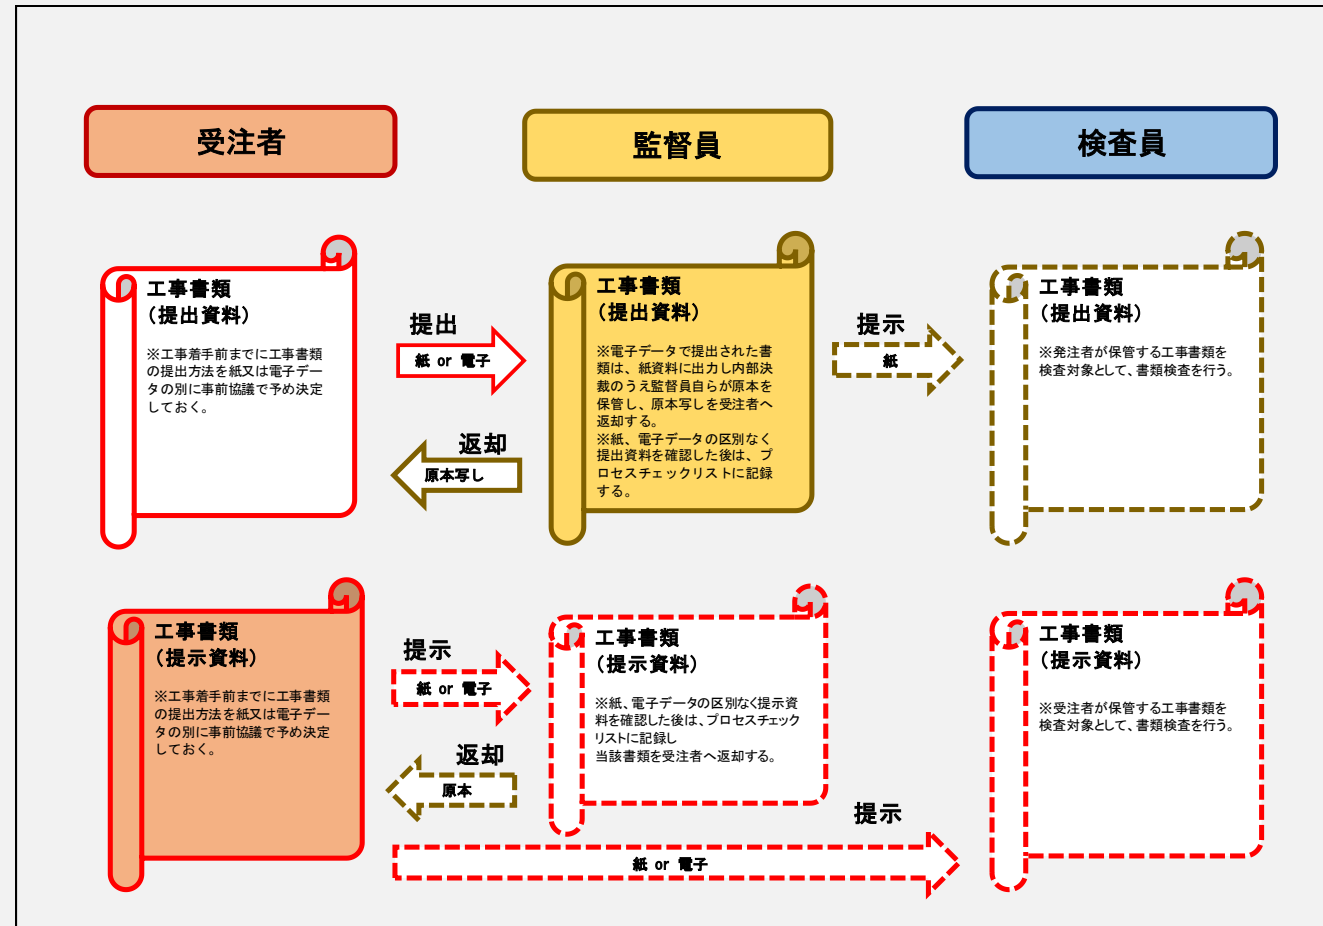 受注者
監督員
検査員
工事書類
（提出資料）
※工事着手前までに工事書類
の提出方法を紙又は電子デー
タの別に事前協議で予め決定
しておく。
提出
紙 or 電子
返却
原本写し
工事書類
（提出資料）
※電子データで提出された書
類は、紙資料に出力し内部決
裁のうえ監督員自らが原本を
保管し、原本写しを受注者へ
返却する。
※紙、電子データの区別なく
提出資料を確認した後は、プ
ロセスチェックリストに記録
する。
提示
紙
工事書類
（提出資料）
※発注者が保管する工事書類を
検査対象として、書類検査を行う。
工事書類
（提示資料）
※工事着手前までに工事書類
の提出方法を紙又は電子デー
タの別に事前協議で予め決定
しておく。
提示
紙 or 電子
返却
原本
工事書類
（提示資料）
※紙、電子データの区別なく提示資
料を確認した後は、プロセスチェック
リストに記録し
当該書類を受注者へ返却する。
提示
紙 or 電子
工事書類
（提示資料）
※受注者が保管する工事書類を
検査対象として、書類検査を行う。